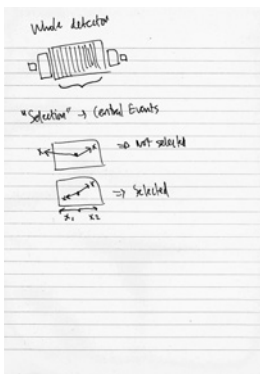 Whole detector
"Selection" → Central Events
⇒ Not selected
⇒ Selected
x₁ x₂